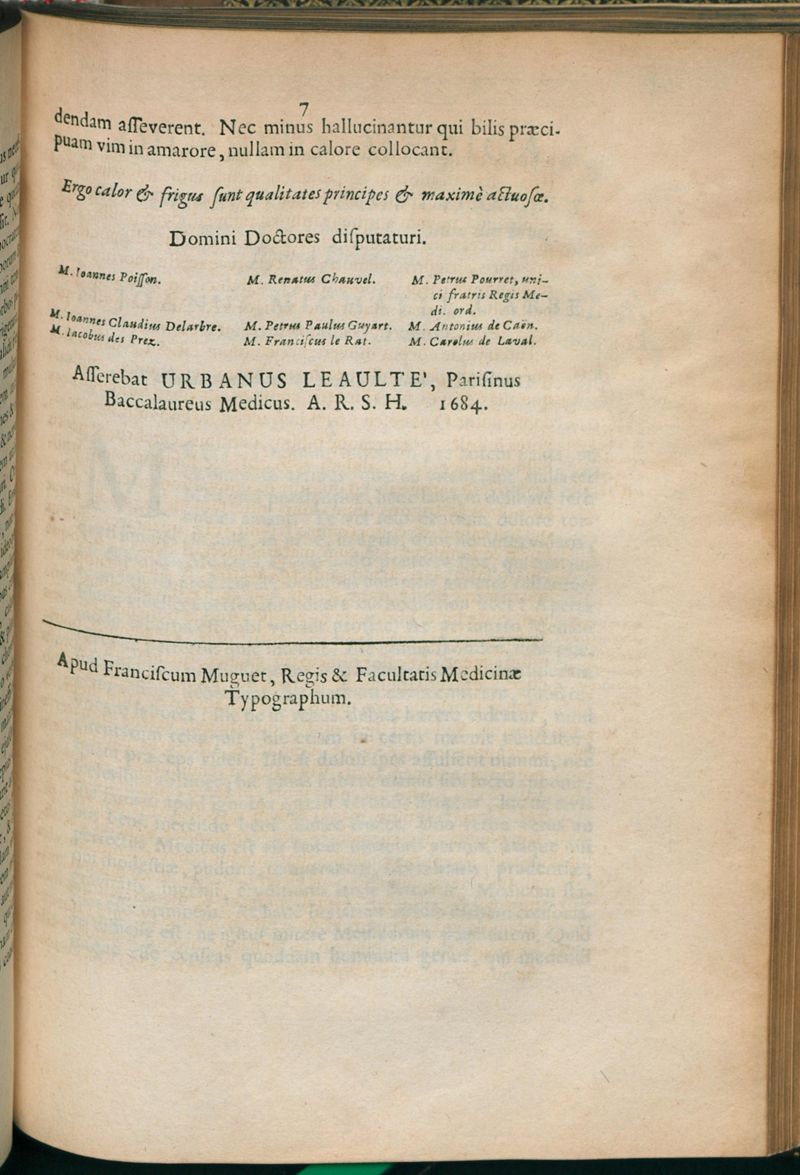 7
dendam aſſeverent. Nec minus hallucinantur qui bilis præci-
puam vim in amarore, nullam in calore collocant.
Ergo calor & frigus ſunt qualitates principes & maximè actuoſæ.
Domini Doctores diſputaturi.
M. Ioannes Poiſſon. M. Renatus Chauvel. M. Petrus Pourret, uni-
ci fratris Regis Me-
di. ord.
M. Ioannes Claudius Delarbre. M. Petrus Paulus Guyart. M. Antonius de Caën.
M. Iacobus des Prez. M. Franciſcus le Rat. M. Carolus de Laval.
Aſſerebat URBANUS LEAULTE', Pariſinus
Baccalaureus Medicus. A. R. S. H. 1684.
Apud Franciſcum Muguet, Regis & Facultatis Medicinæ
Typographum.